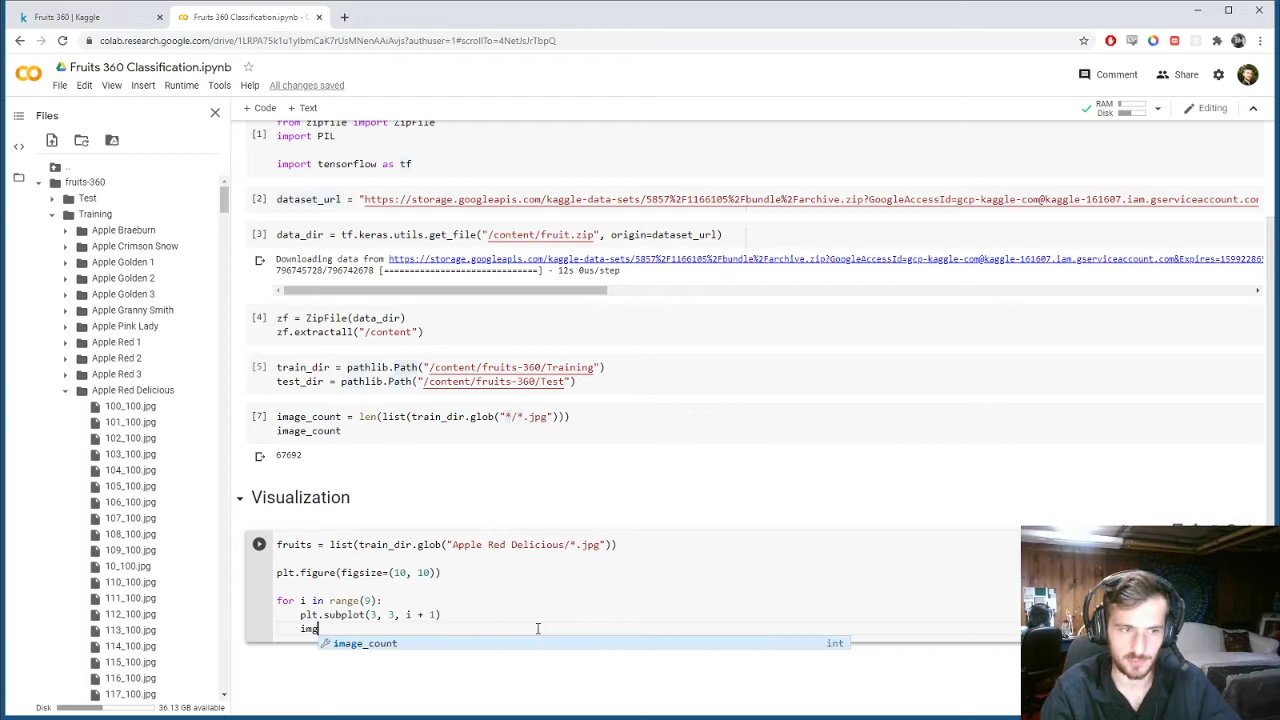 Fruits 360 | Kaggle
Fruits 360 Classification.ipynb - C
colab.research.google.com/drive/1LRPA75k1u1yIbmCaK7rUsMNenAAiAvjs?authuser=1#scrollTo=4NetJsJrTbpQ
Fruits 360 Classification.ipynb
File Edit View Insert Runtime Tools Help All changes saved
Comment Share
+ Code + Text
RAM
Disk
Editing
Files
..
fruits-360
Test
Training
Apple Braeburn
Apple Crimson Snow
Apple Golden 1
Apple Golden 2
Apple Golden 3
Apple Granny Smith
Apple Pink Lady
Apple Red 1
Apple Red 2
Apple Red 3
Apple Red Delicious
100_100.jpg
101_100.jpg
102_100.jpg
103_100.jpg
104_100.jpg
105_100.jpg
106_100.jpg
107_100.jpg
108_100.jpg
109_100.jpg
10_100.jpg
110_100.jpg
111_100.jpg
112_100.jpg
113_100.jpg
114_100.jpg
115_100.jpg
116_100.jpg
117_100.jpg
Disk 36.13 GB available
from zipfile import ZipFile
[1] import PIL
import tensorflow as tf
[2] dataset_url = "https://storage.googleapis.com/kaggle-data-sets/5857%2F1166105%2Fbundle%2Farchive.zip?GoogleAccessId=gcp-kaggle-com@kaggle-161607.iam.gserviceaccount.com
[3] data_dir = tf.keras.utils.get_file("/content/fruit.zip", origin=dataset_url)
Downloading data from https://storage.googleapis.com/kaggle-data-sets/5857%2F1166105%2Fbundle%2Farchive.zip?GoogleAccessId=gcp-kaggle-com@kaggle-161607.iam.gserviceaccount.com&Expires=15992286
796745728/796742678 [==============================] - 12s 0us/step
[4] zf = ZipFile(data_dir)
zf.extractall("/content")
[5] train_dir = pathlib.Path("/content/fruits-360/Training")
test_dir = pathlib.Path("/content/fruits-360/Test")
[7] image_count = len(list(train_dir.glob("*/*.jpg")))
image_count
67692
Visualization
fruits = list(train_dir.glob("Apple Red Delicious/*.jpg"))
plt.figure(figsize=(10, 10))
for i in range(9):
plt.subplot(3, 3, i + 1)
img
image_count int